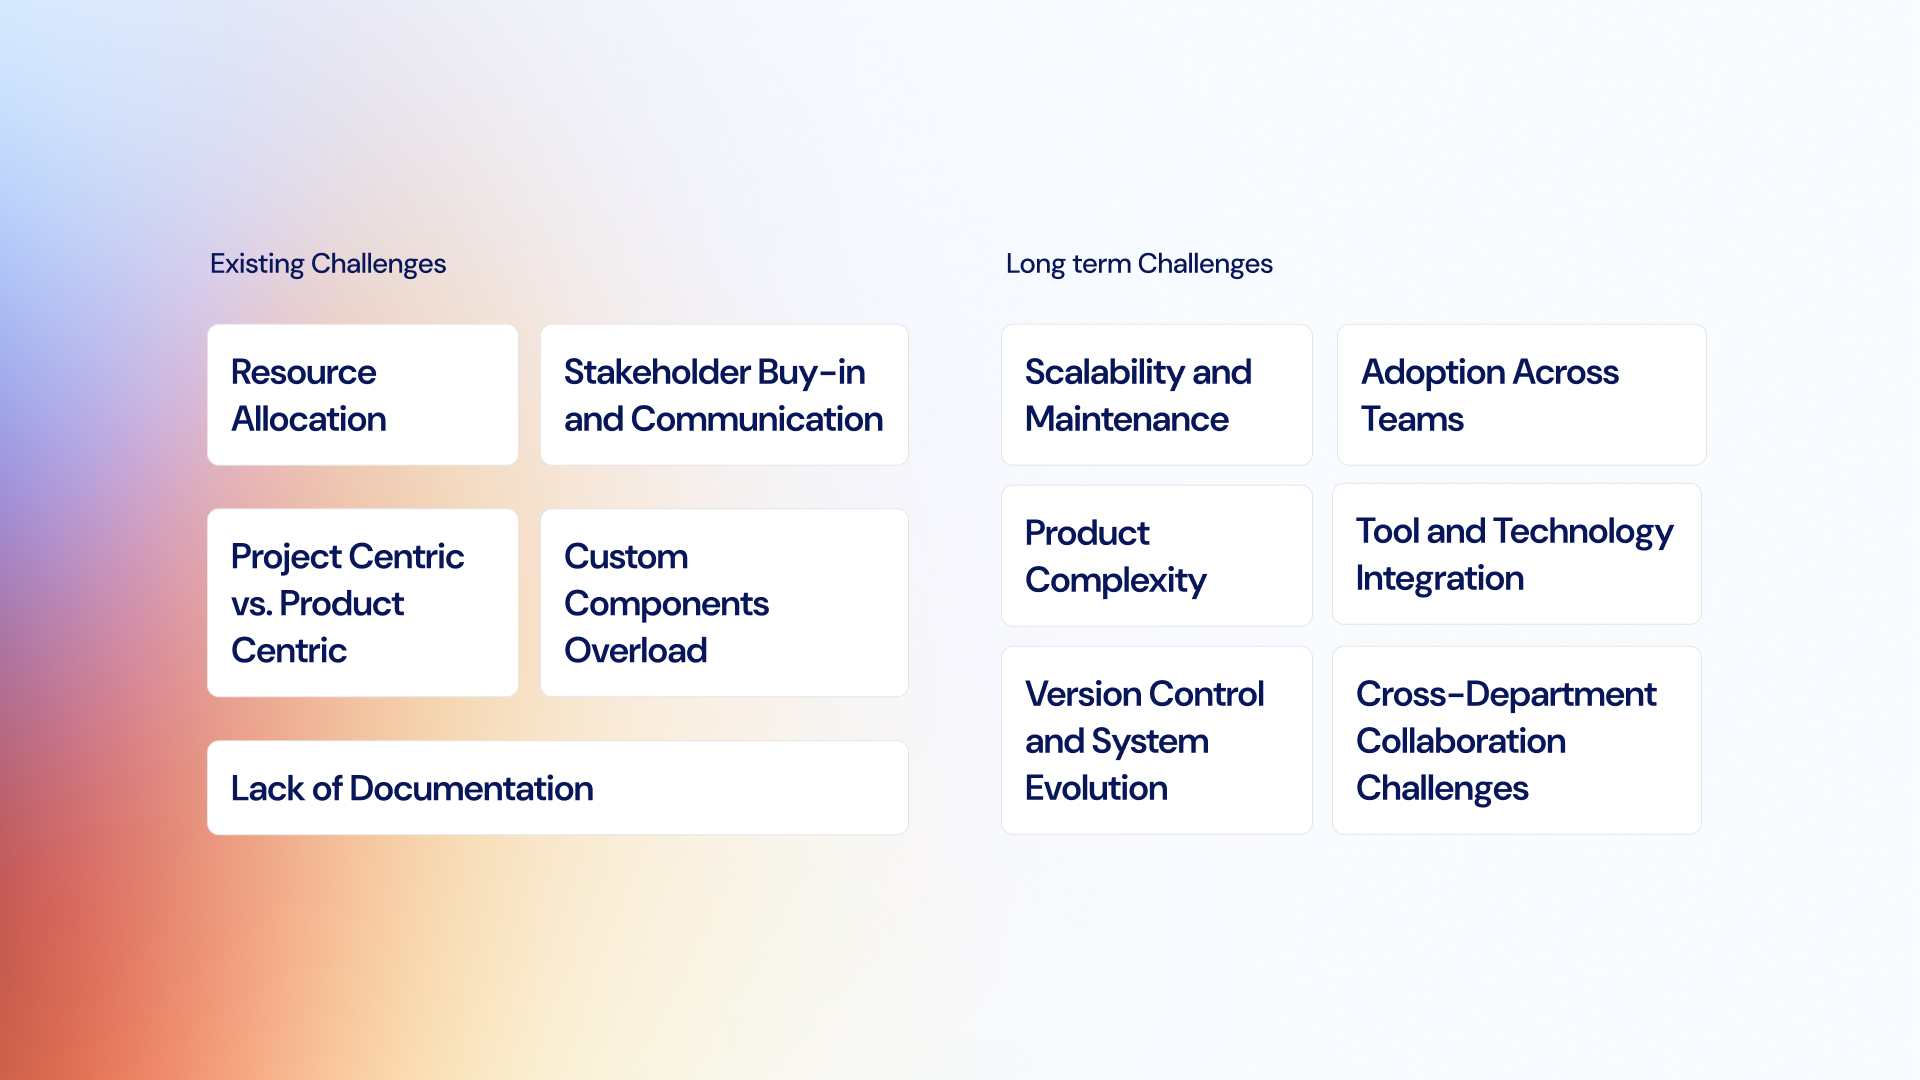 Existing Challenges
Resource
Allocation
Stakeholder Buy-in
and Communication
Project Centric
vs. Product
Centric
Custom
Components
Overload
Lack of Documentation
Long term Challenges
Scalability and
Maintenance
Adoption Across
Teams
Product
Complexity
Tool and Technology
Integration
Version Control
and System
Evolution
Cross-Department
Collaboration
Challenges